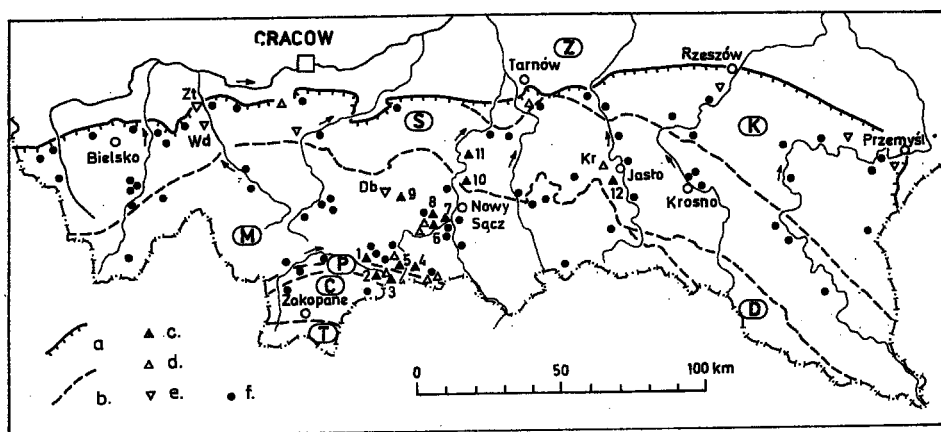 CRACOW
Z
Rzeszów
Tarnów
Zt
S
K
Wd
Przemyśl
Bielsko
11
Kr
Jasło
10
12
Db
9
Krosno
8
7
Nowy
Sącz
6
M
1
P
5
4
2
C
3
Zakopane
D
T
a
c.
d.
b.
e.
f.
0 50 100 km